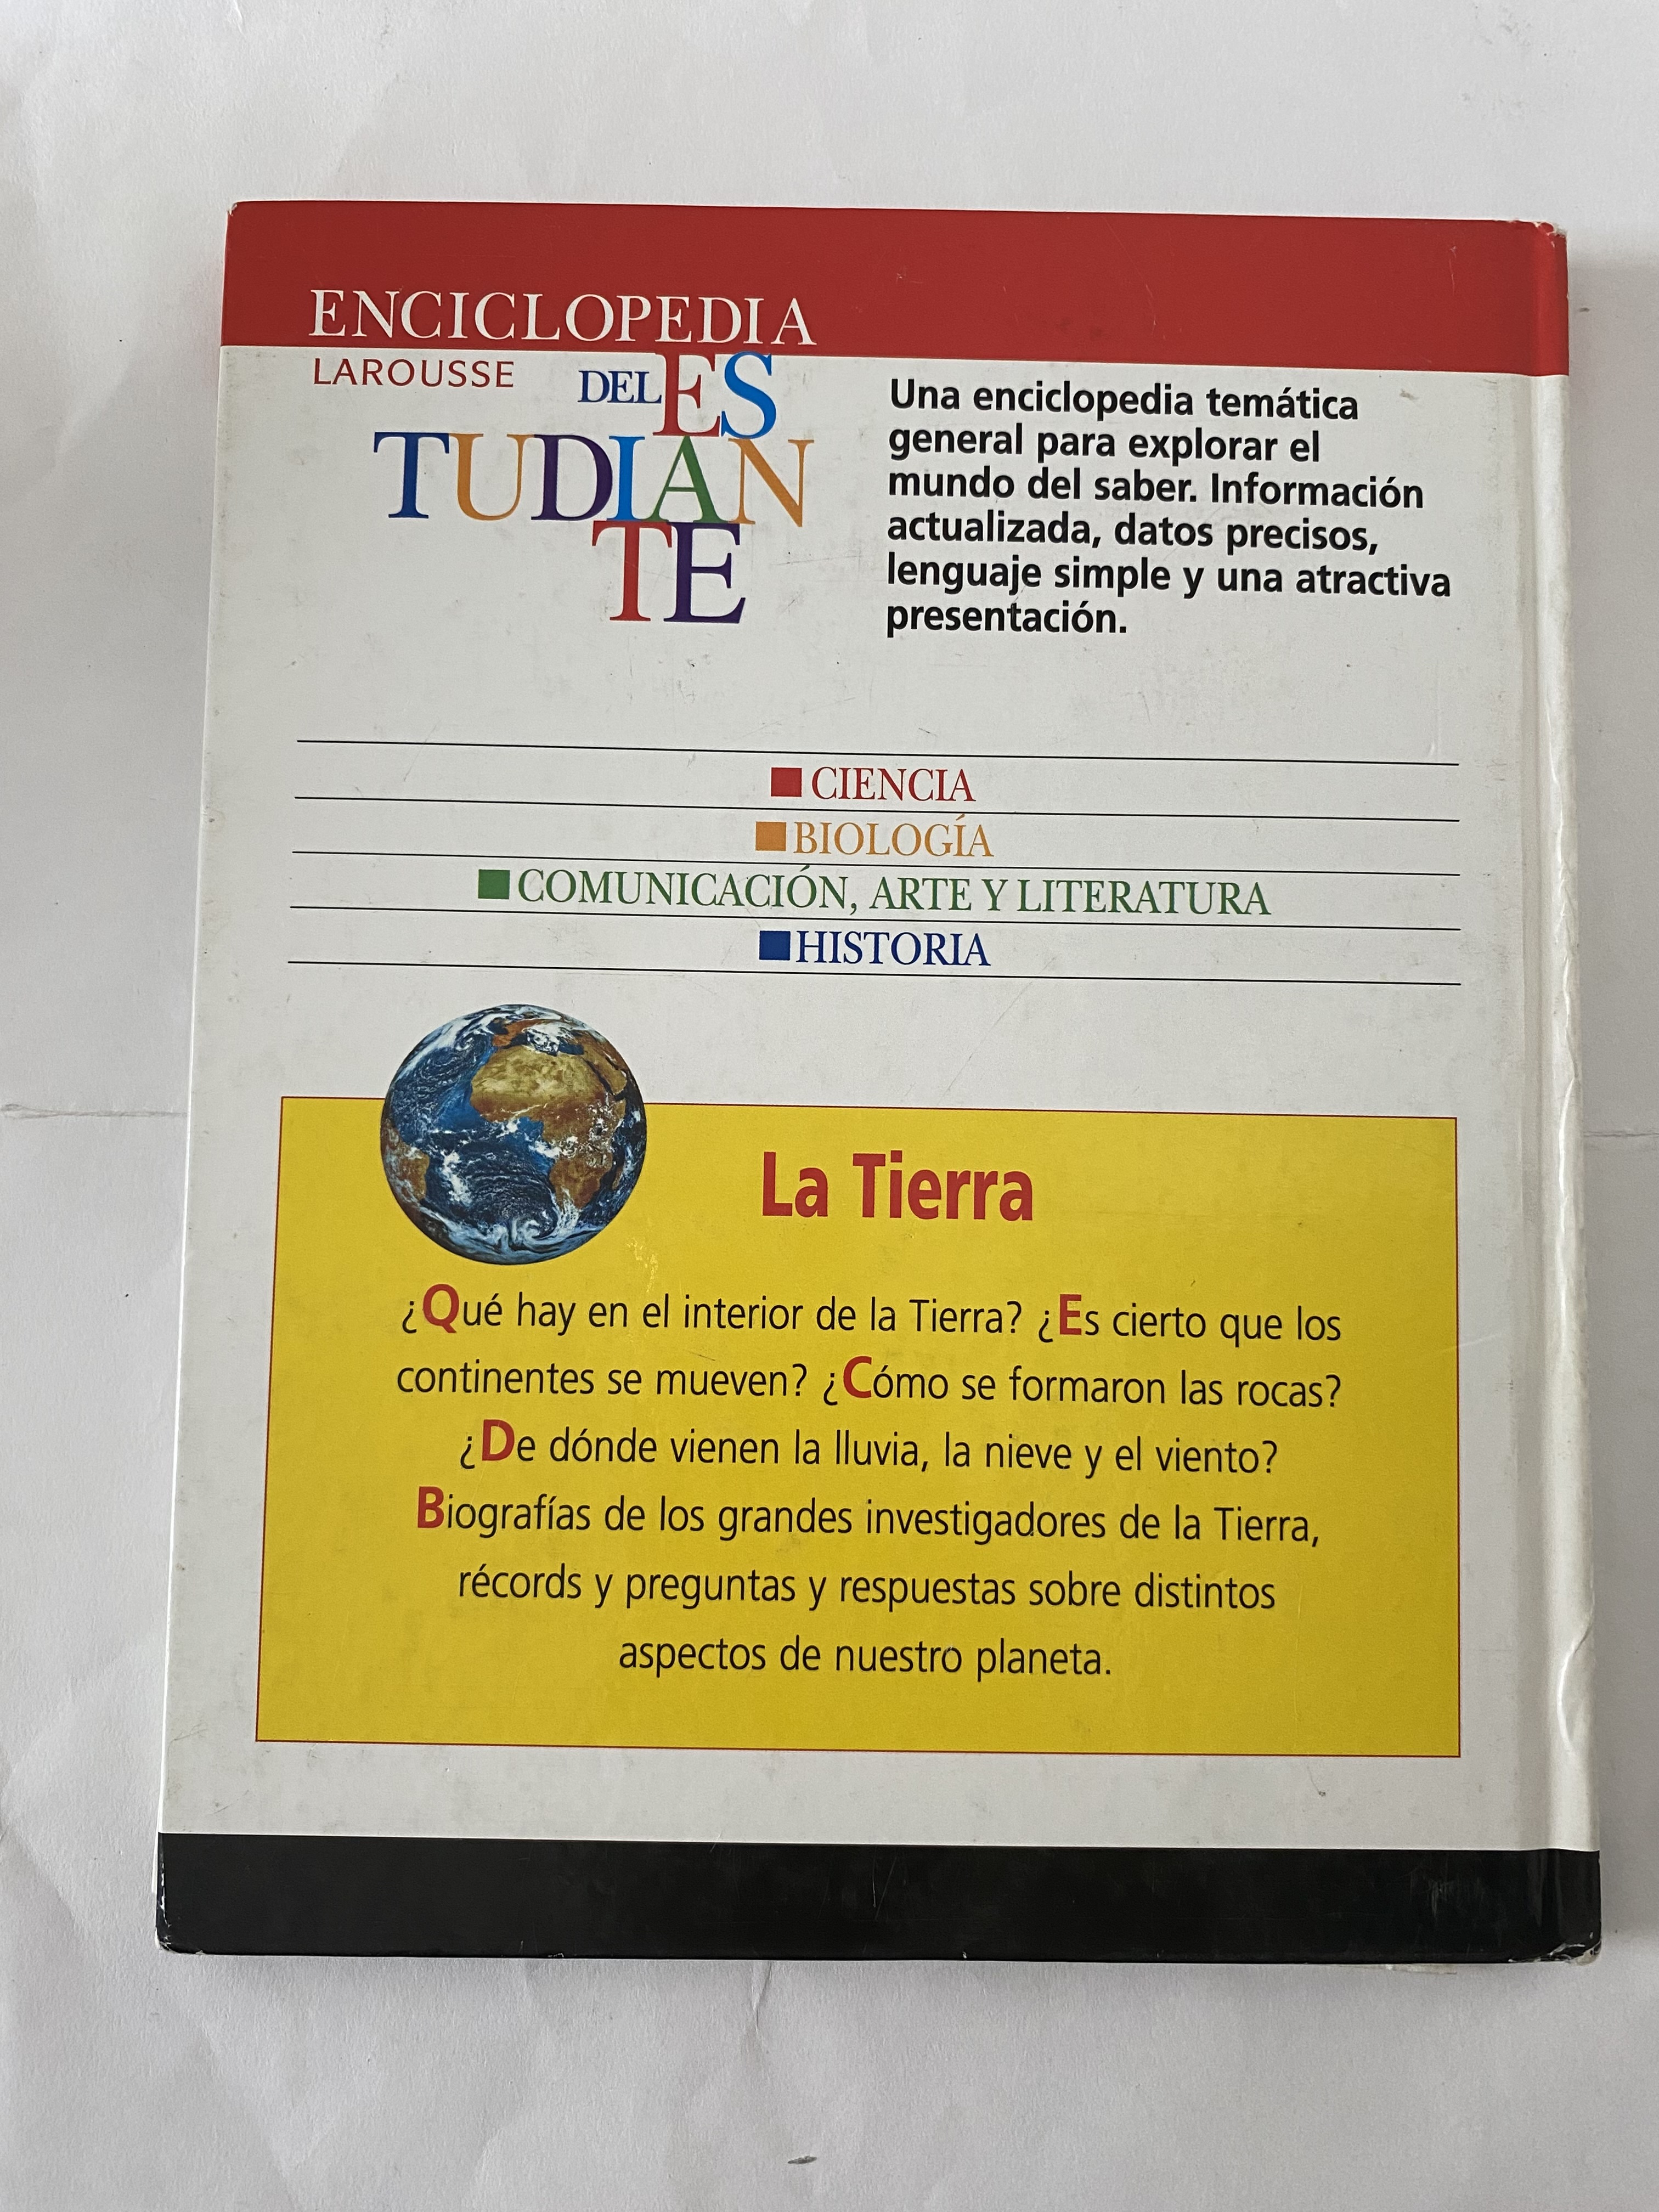 ENCICLOPEDIA
LAROUSSE DEL ES
TUDIAN
TE
Una enciclopedia temática
general para explorar el
mundo del saber. Información
actualizada, datos precisos,
lenguaje simple y una atractiva
presentación.
CIENCIA
BIOLOGÍA
COMUNICACIÓN, ARTE Y LITERATURA
HISTORIA
La Tierra
¿Qué hay en el interior de la Tierra? ¿Es cierto que los
continentes se mueven? ¿Cómo se formaron las rocas?
¿De dónde vienen la lluvia, la nieve y el viento?
Biografías de los grandes investigadores de la Tierra,
récords y preguntas y respuestas sobre distintos
aspectos de nuestro planeta.